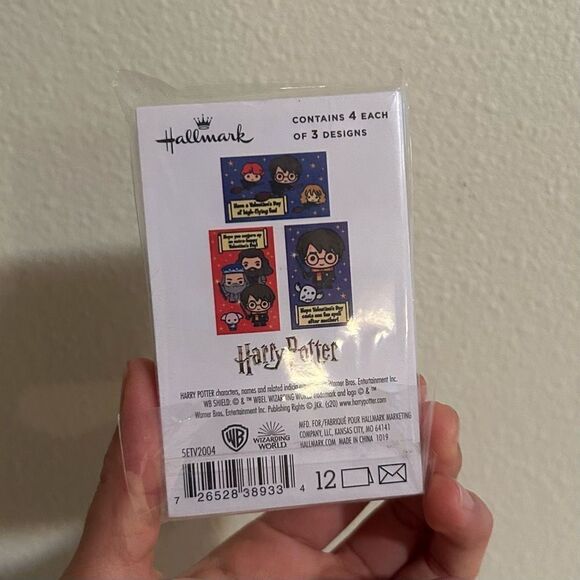 Hallmark
CONTAINS 4 EACH
OF 3 DESIGNS
Have a Valentine's Day
of high-flying fun!
Hope you conjure up
an extra-happy
Valentine's Day!
Hope Valentine's Day
casts one fun spell
after another!
Harry Potter
HARRY POTTER characters, names and related indicia Warner Bros. Entertainment Inc.
WB SHIELD: © & ™ WBEI. WIZARDING WORLD trademark and logo © & ™
Warner Bros. Entertainment Inc. Publishing Rights © JKR. (s20) www.harrypotter.com
WB
WIZARDING
WORLD
MFD. FOR/FABRIQUÉ POUR HALLMARK MARKETING
COMPANY, LLC, KANSAS CITY, MO 64141
HALLMARK.COM MADE IN CHINA 1019
5ETV2004
7 26528 38933 4
12